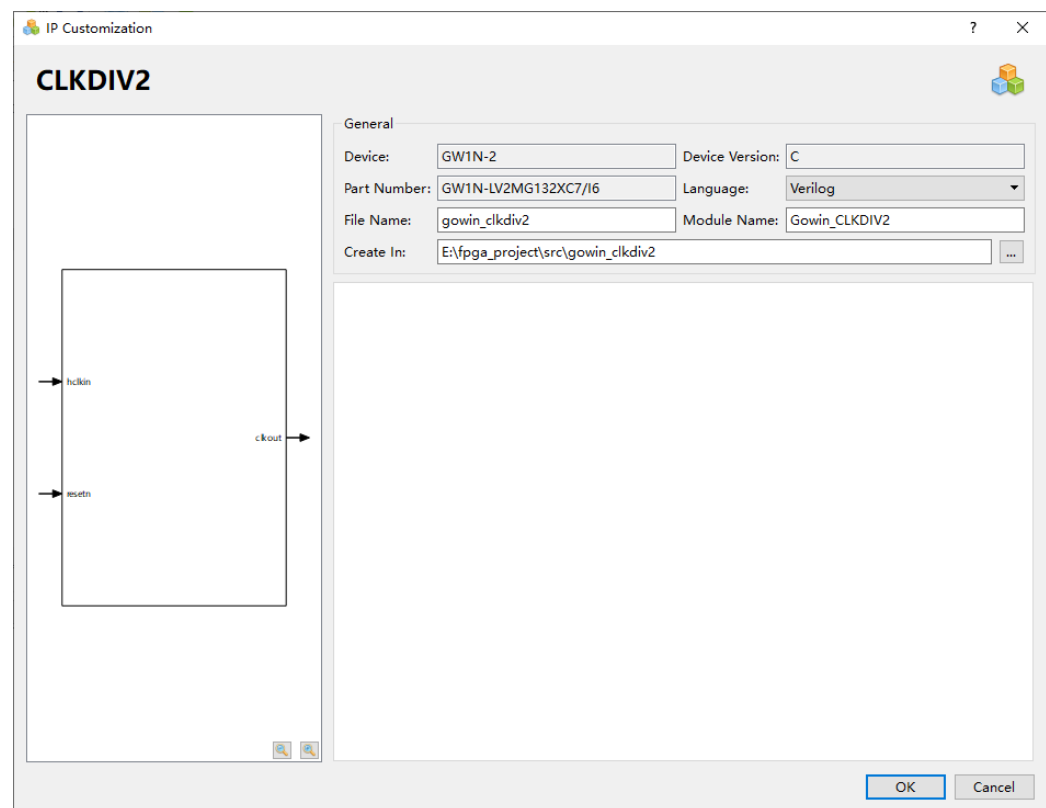 IP Customization
? ×
CLKDIV2
General
Device: GW1N-2 Device Version: C
Part Number: GW1N-LV2MG132XC7/I6 Language: Verilog
File Name: gowin_clkdiv2 Module Name: Gowin_CLKDIV2
Create In: E:\fpga_project\src\gowin_clkdiv2 ...
hclkin
clkout
resetn
OK Cancel